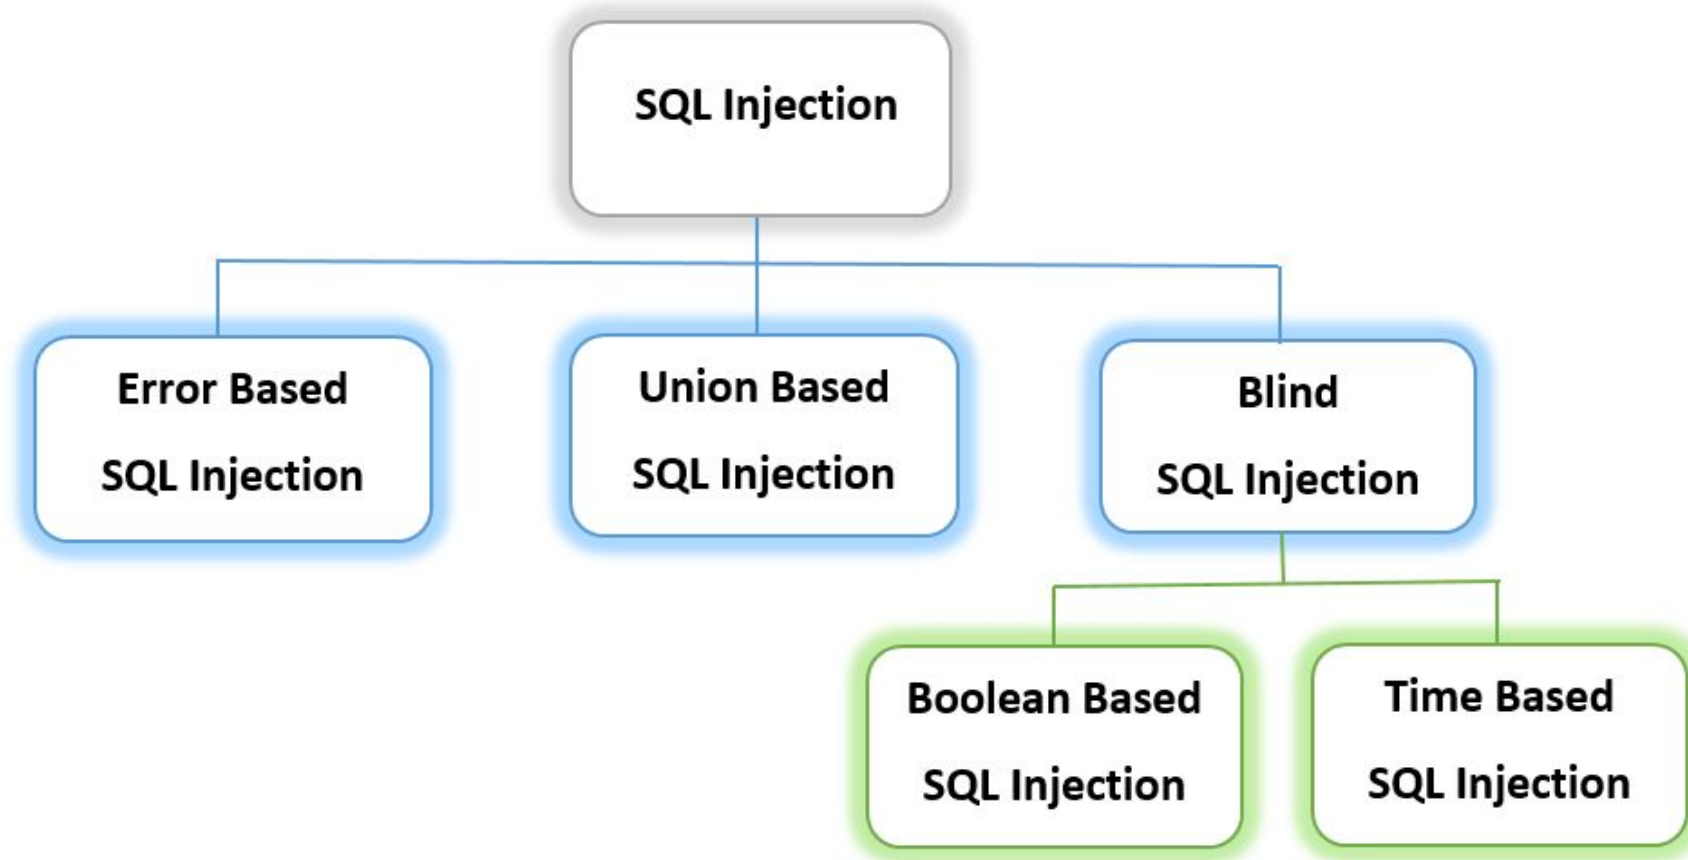 SQL Injection
Error Based
SQL Injection
Union Based
SQL Injection
Blind
SQL Injection
Boolean Based
SQL Injection
Time Based
SQL Injection